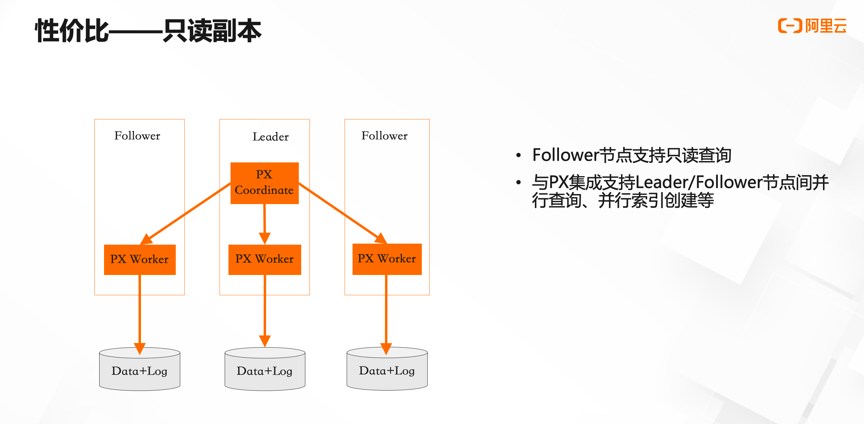 性价比——只读副本
阿里云
Follower
Leader
Follower
PX
Coordinate
PX Worker
PX Worker
PX Worker
Data+Log
Data+Log
Data+Log
• Follower节点支持只读查询
• 与PX集成支持Leader/Follower节点间并
行查询、并行索引创建等